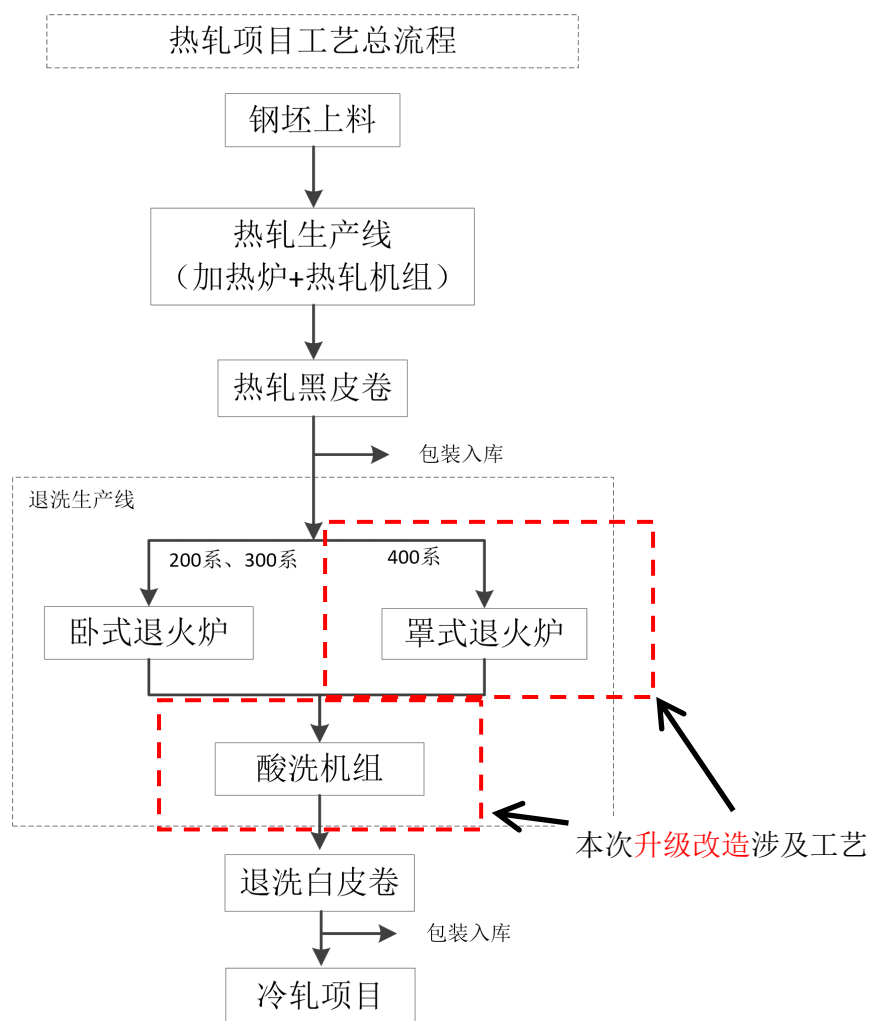 热轧项目工艺总流程
钢坯上料
热轧生产线
（加热炉+热轧机组）
热轧黑皮卷
包装入库
退洗生产线
200系、300系
400系
卧式退火炉
罩式退火炉
酸洗机组
本次升级改造涉及工艺
退洗白皮卷
包装入库
冷轧项目